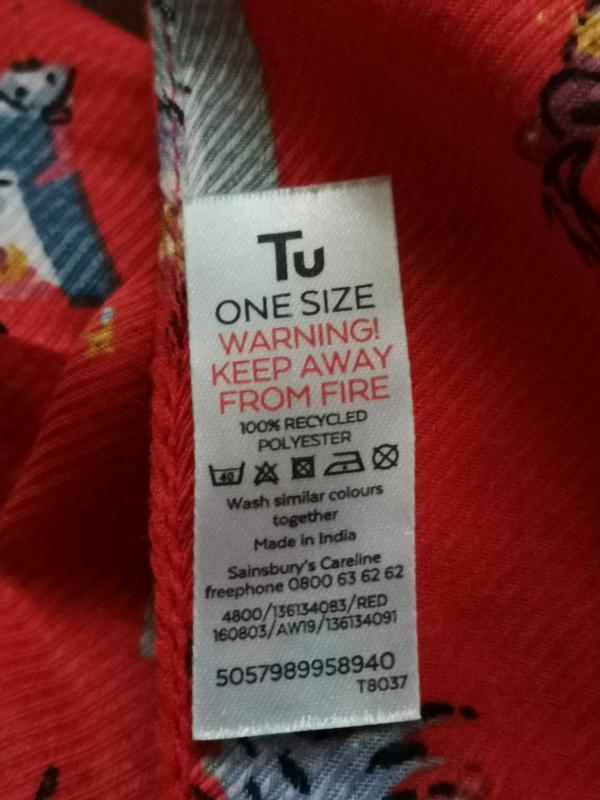 Tu
ONE SIZE
WARNING!
KEEP AWAY
FROM FIRE
100% RECYCLED
POLYESTER
40
Wash similar colours
together
Made in India
Sainsbury's Careline
freephone 0800 63 62 62
4800/136134083/RED
160803/AW19/136134091
5057989958940
T8037